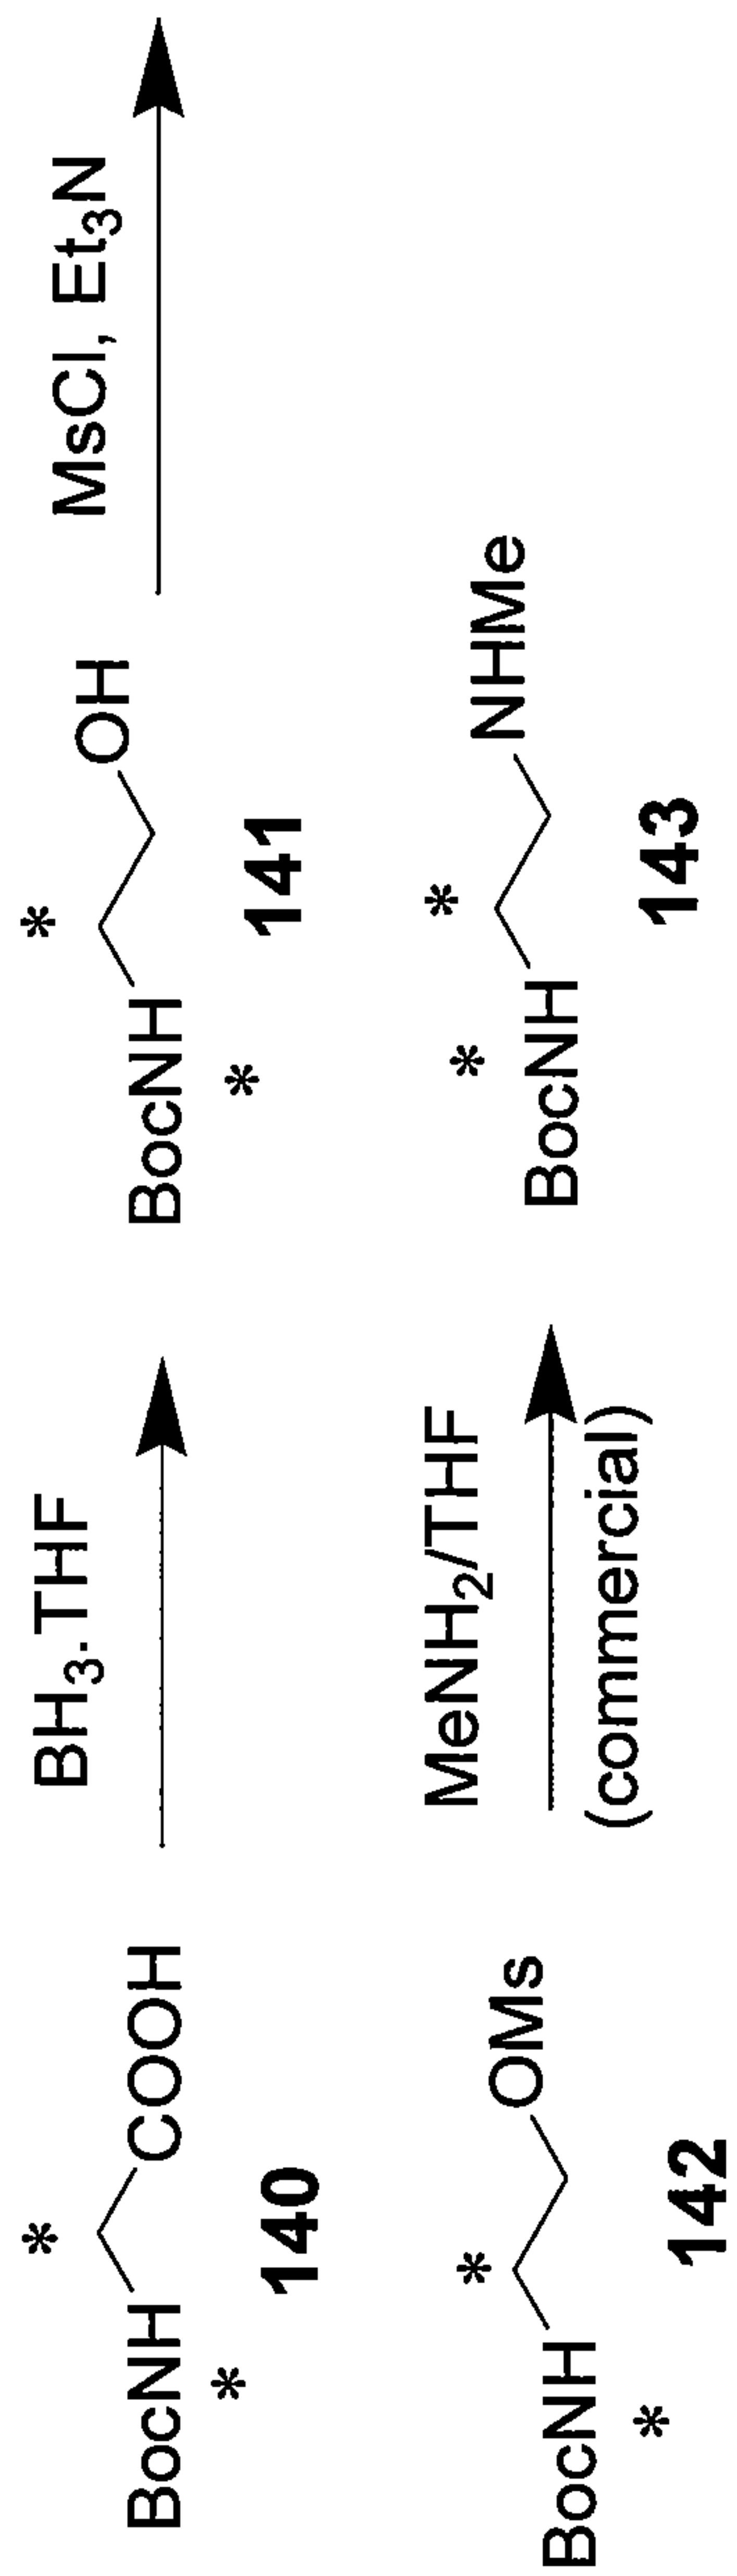 * BocNH * COOH
140
BH₃.THF
* BocNH * OH
141
MsCl, Et₃N
* BocNH * OMs
142
MeNH₂/THF
(commercial)
* BocNH * NHMe
143